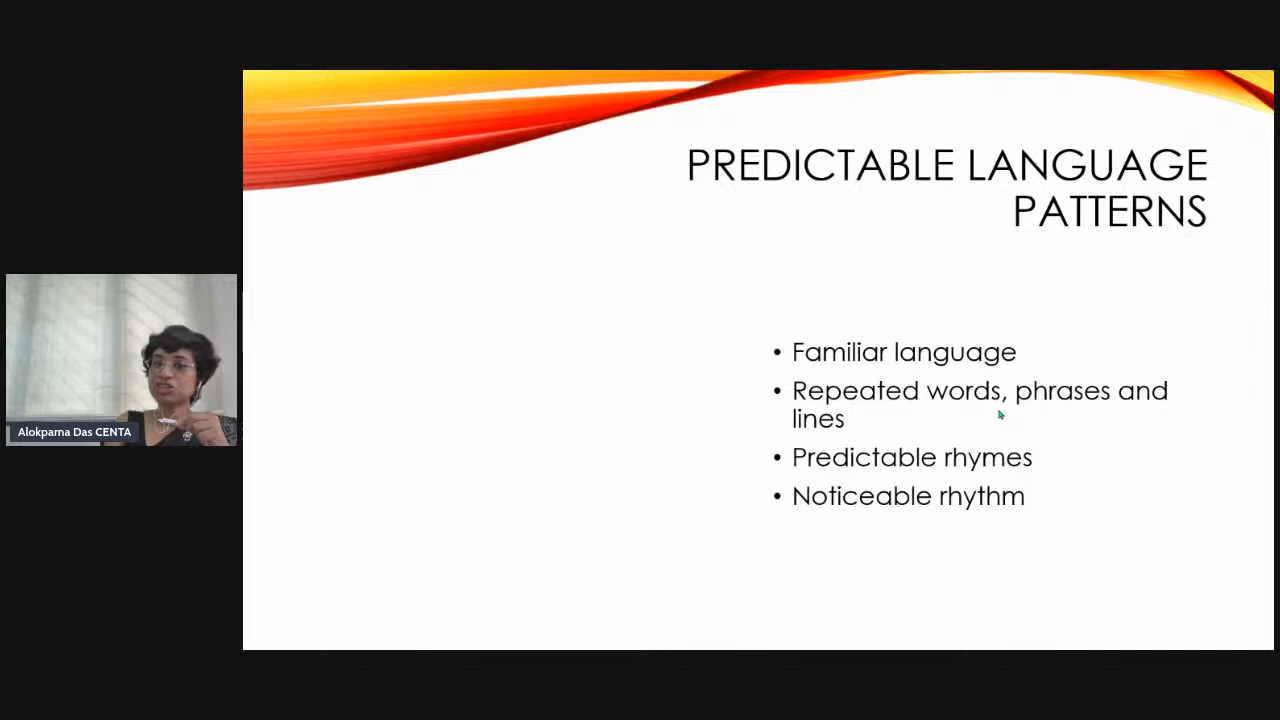 PREDICTABLE LANGUAGE
PATTERNS
• Familiar language
• Repeated words, phrases and
lines
• Predictable rhymes
• Noticeable rhythm
Alokparna Das CENTA